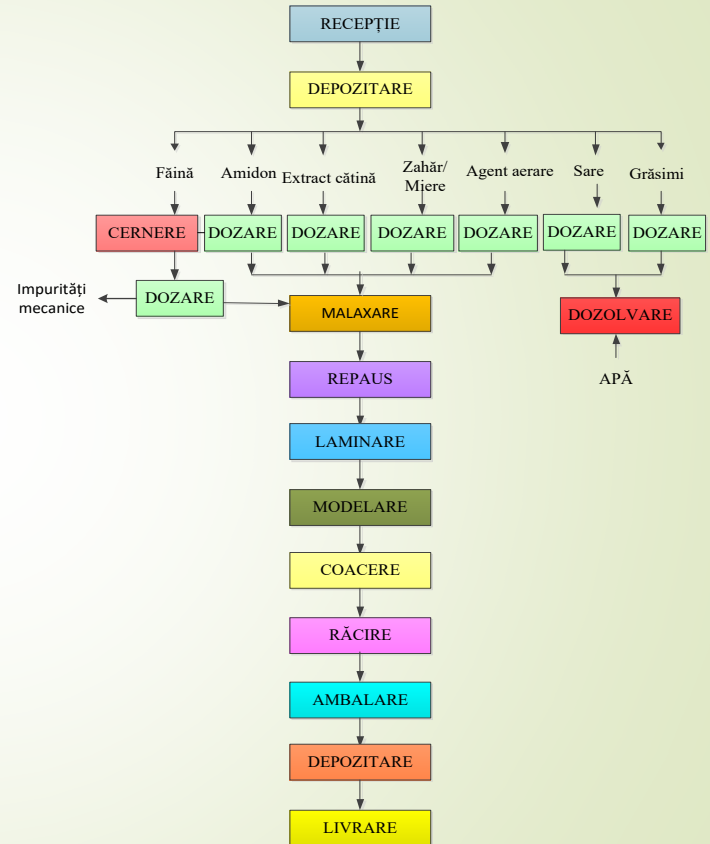 RECEPȚIE
DEPOZITARE
Făină
Amidon
Extract cătină
Zahăr/
Miere
Agent aerare
Sare
Grăsimi
CERNERE
DOZARE
DOZARE
DOZARE
DOZARE
DOZARE
DOZARE
Impurități
mecanice
DOZARE
MALAXARE
DOZOLVARE
REPAUS
APĂ
LAMINARE
MODELARE
COACERE
RĂCIRE
AMBALARE
DEPOZITARE
LIVRARE